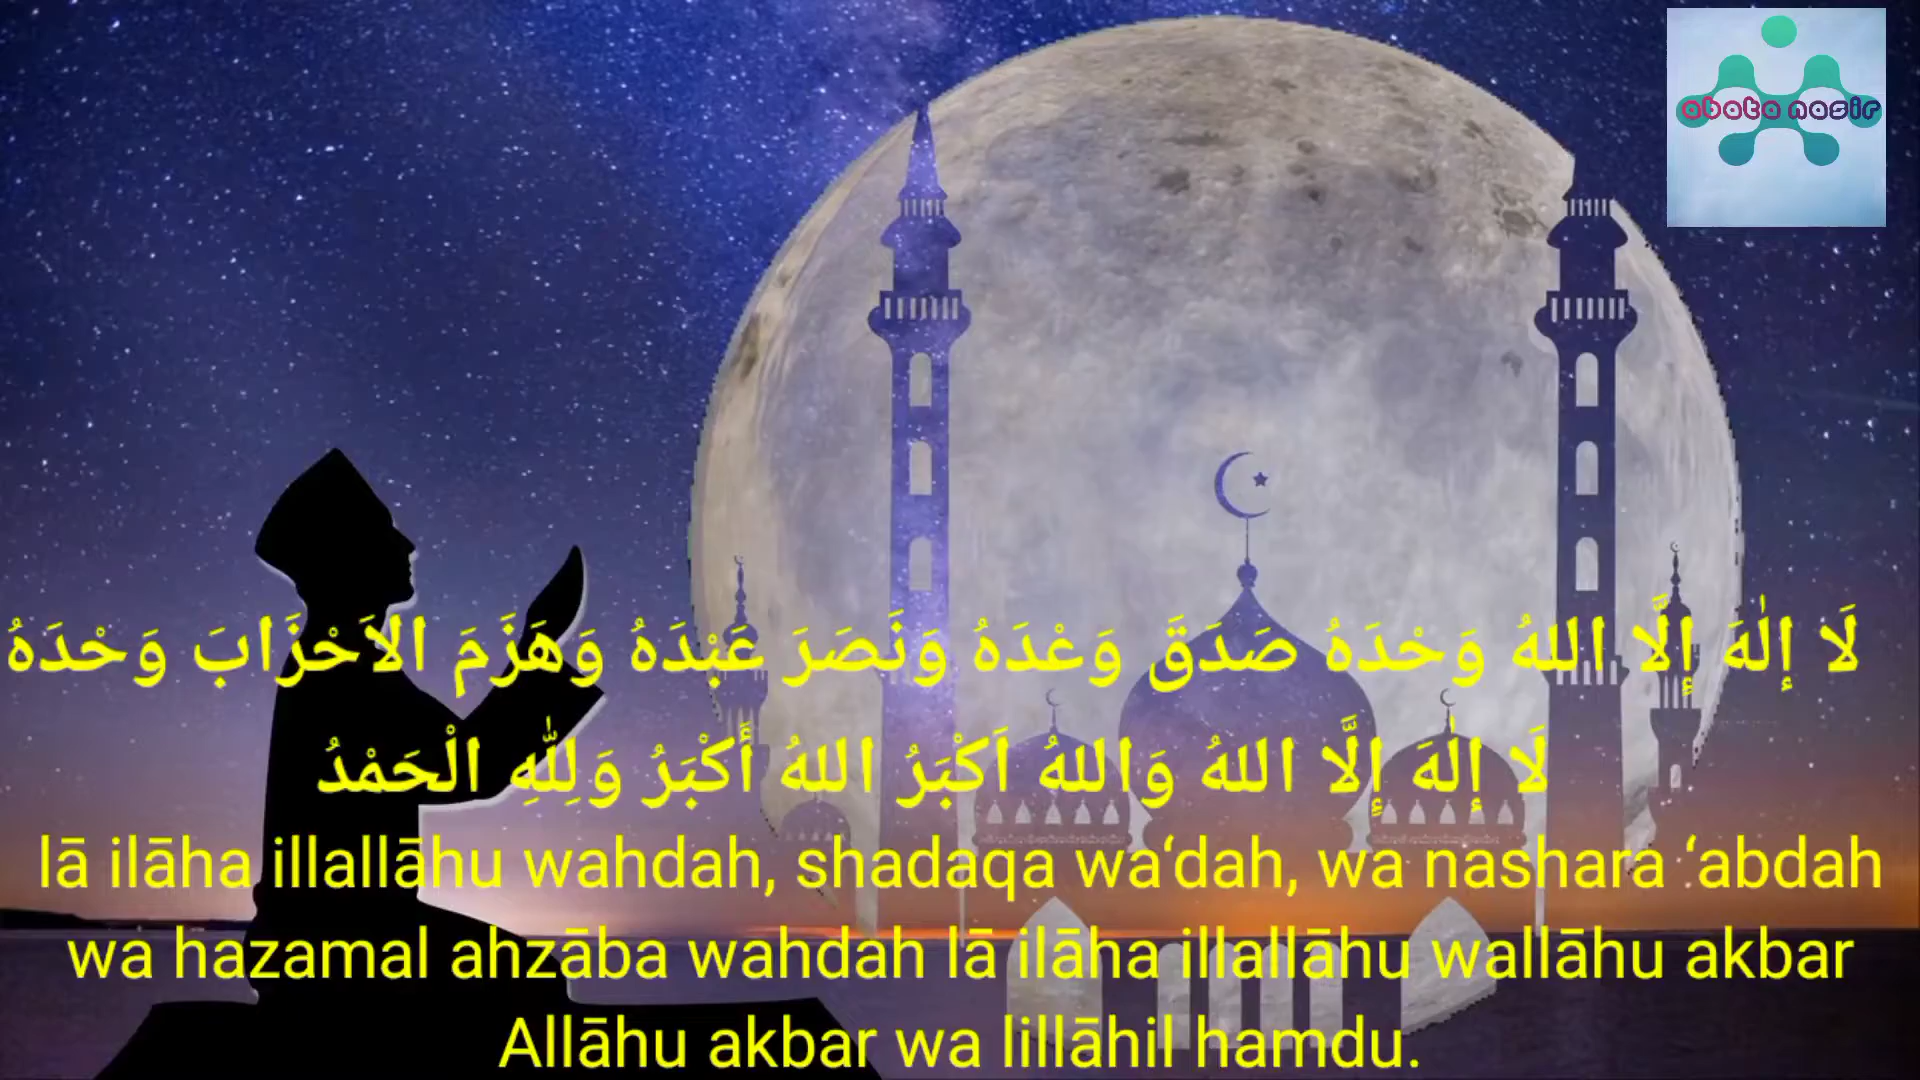 abata nasir
لَا إِلٰهَ إِلَّا اللهُ وَحْدَهُ صَدَقَ وَعْدَهُ وَنَصَرَ عَبْدَهُ وَهَزَمَ الاَحْزَابَ وَحْدَهُ
لَا إِلٰهَ إِلَّا اللهُ وَاللهُ اَكْبَرُ اللهُ أَكْبَرُ وَلِلّٰهِ الْحَمْدُ
lā ilāha illallāhu wahdah, shadaqa wa‘dah, wa nashara ‘abdah
wa hazamal ahzāba wahdah lā ilāha illallāhu wallāhu akbar
Allāhu akbar wa lillāhil hamdu.